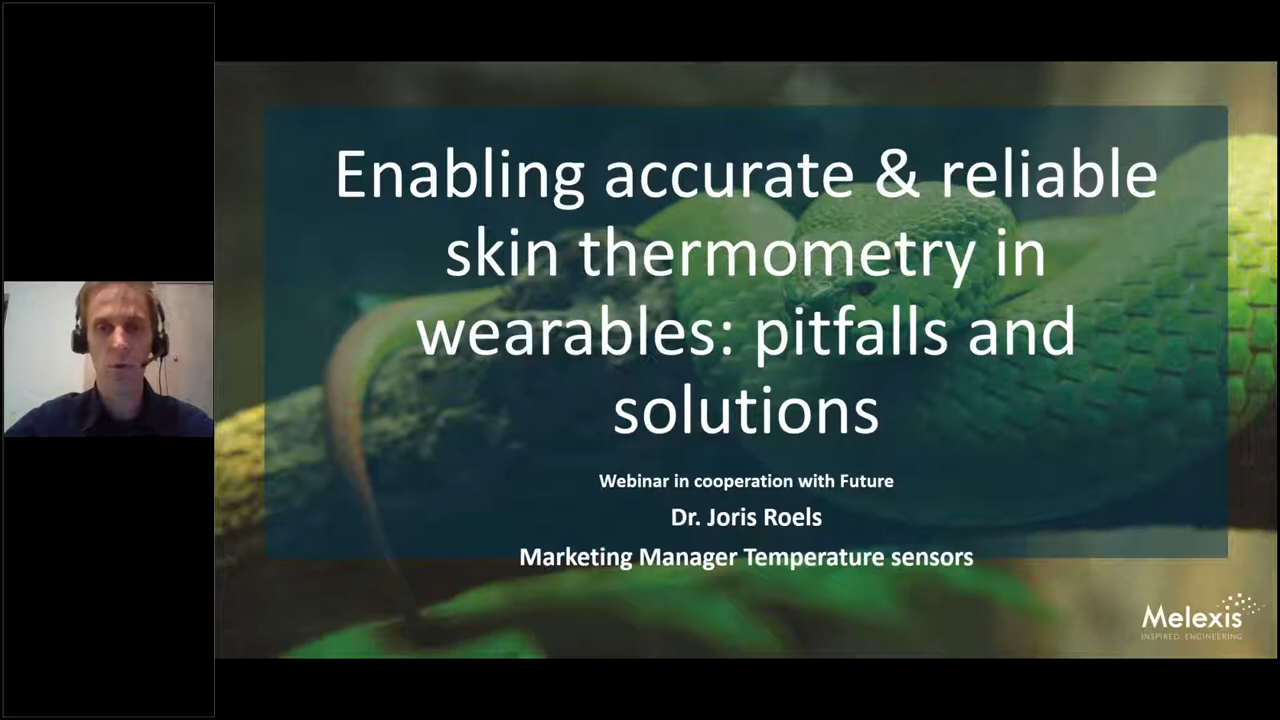 Enabling accurate & reliable
skin thermometry in
wearables: pitfalls and
solutions
Webinar in cooperation with Future
Dr. Joris Roels
Marketing Manager Temperature sensors
Melexis
INSPIRED ENGINEERING